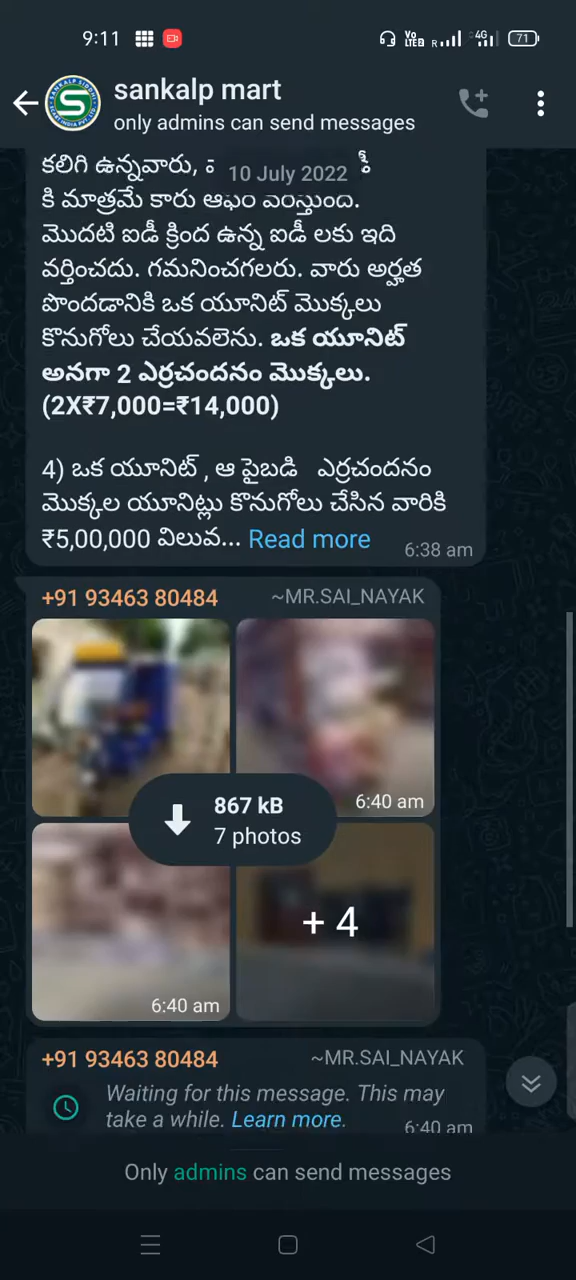 9:11
Vo LTE2 R 4G 71
sankalp mart
only admins can send messages
10 July 2022
కలిగి ఉన్నవారు,
కి మాత్రమే కారు ఆఫర్ వర్తిస్తుంది.
మొదటి ఐడీ క్రింద ఉన్న ఐడీ లకు ఇది
వర్తించదు. గమనించగలరు. వారు అర్హత
పొందడానికి ఒక యూనిట్ మొక్కలు
కొనుగోలు చేయవలెను. ఒక యూనిట్
అనగా 2 ఎర్రచందనం మొక్కలు.
(2X₹7,000=₹14,000)
4) ఒక యూనిట్ , ఆ పైబడి ఎర్రచందనం
మొక్కల యూనిట్లు కొనుగోలు చేసిన వారికి
₹5,00,000 విలువ... Read more
6:38 am
+91 93463 80484 ~MR.SAI_NAYAK
867 kB
7 photos
6:40 am
+ 4
6:40 am
+91 93463 80484 ~MR.SAI_NAYAK
Waiting for this message. This may
take a while. Learn more.
6:40 am
Only admins can send messages